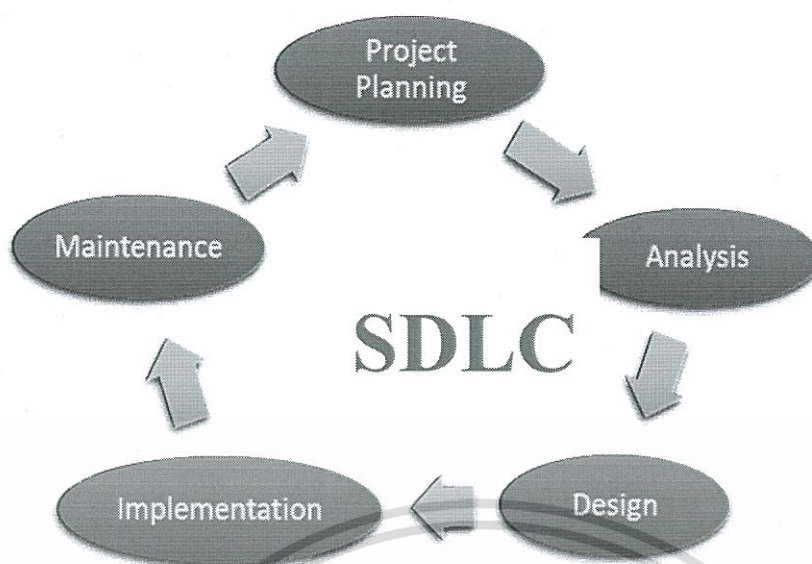 Project
Planning
Analysis
Design
Implementation
Maintenance
SDLC